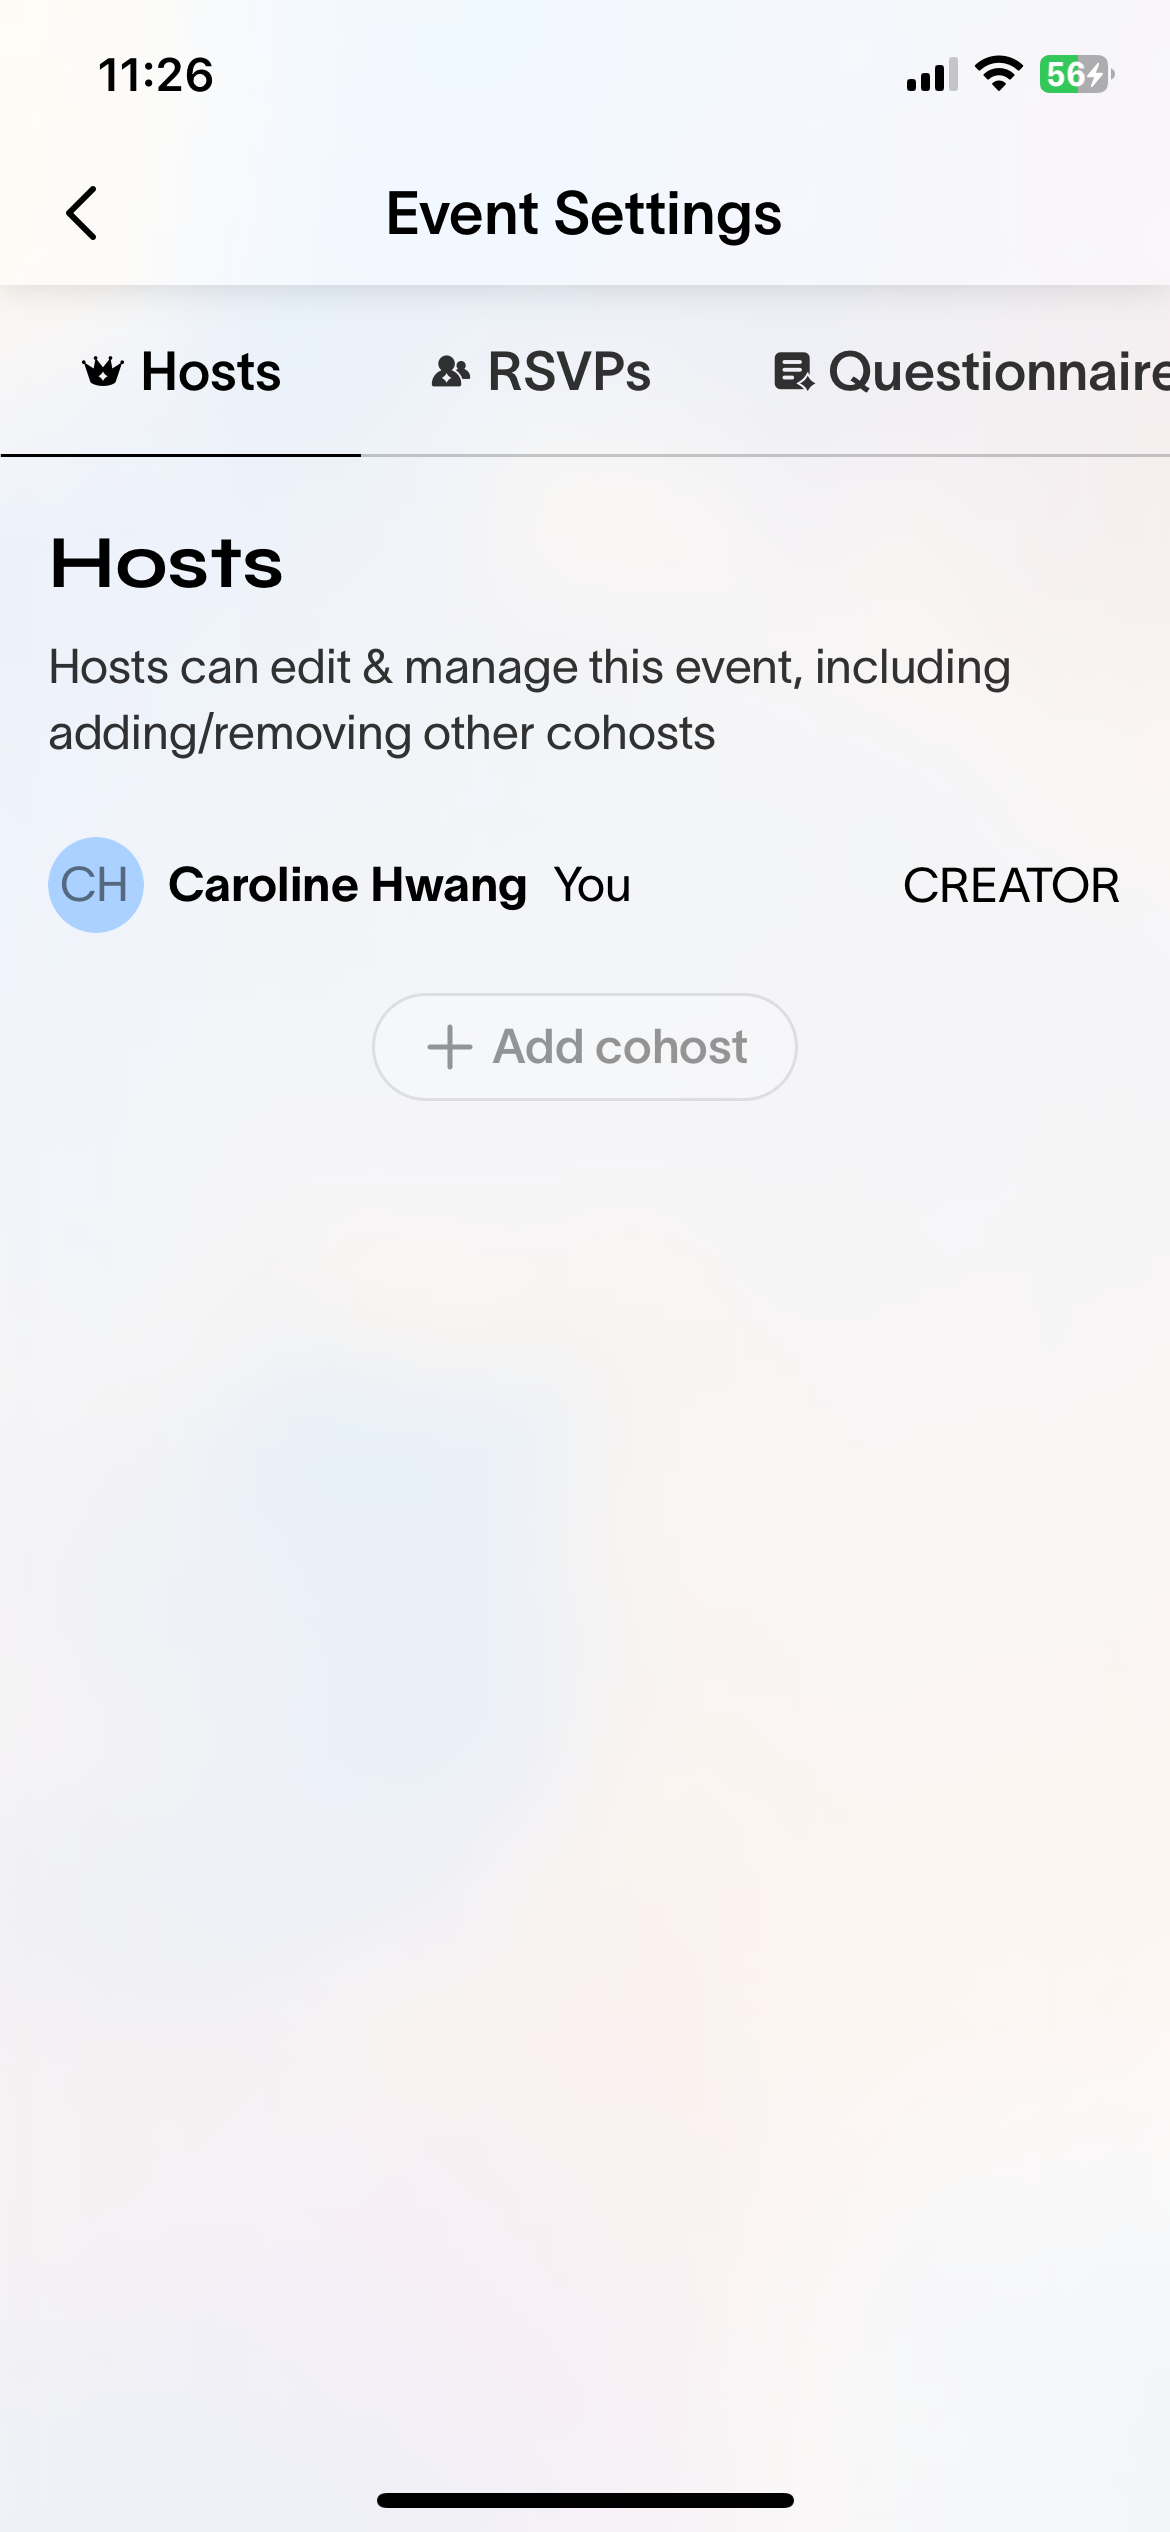 11:26
56
Event Settings
Hosts
RSVPs
Questionnaire
Hosts
Hosts can edit & manage this event, including
adding/removing other cohosts
CH Caroline Hwang You CREATOR
Add cohost